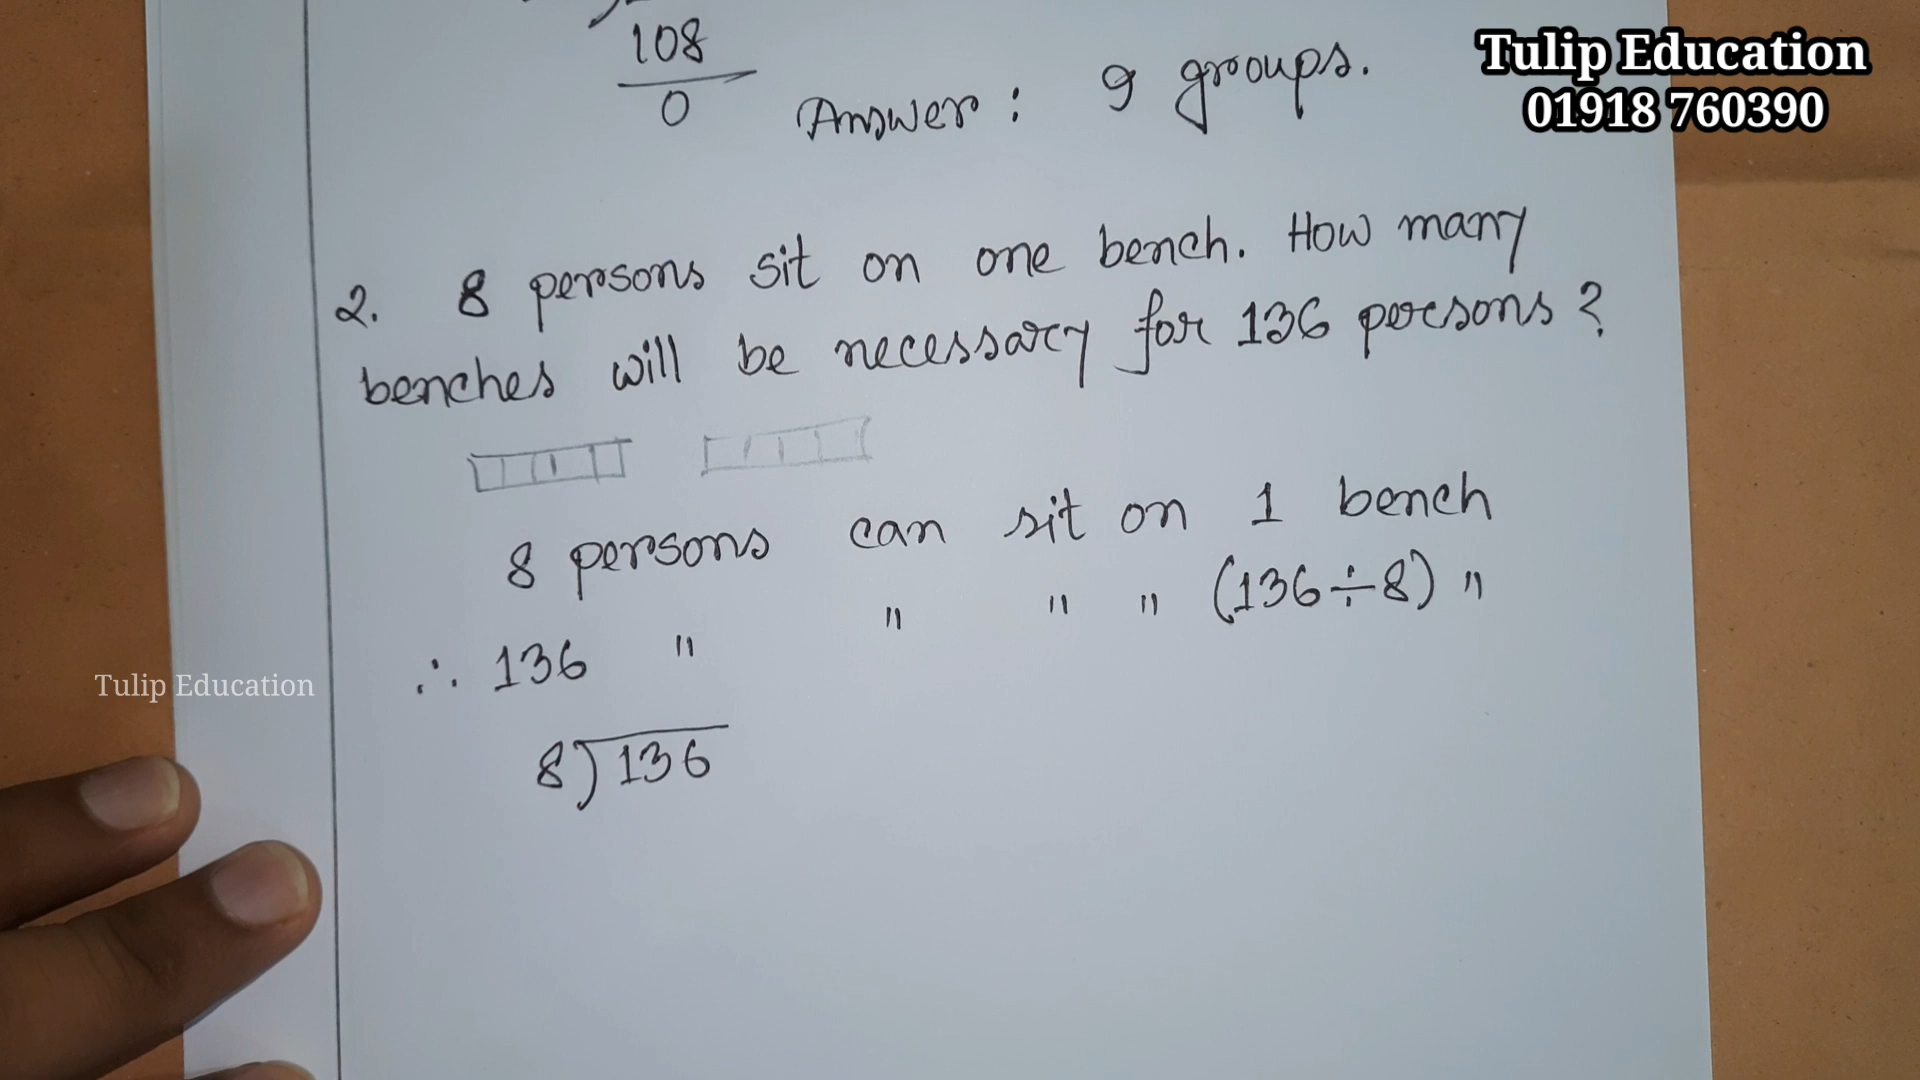 108
0
Answer : 9 groups.
Tulip Education
01918 760390
2. 8 persons sit on one bench. How many
benches will be necessary for 136 persons ?
8 persons can sit on 1 bench
∴ 136 " " " " (136÷8) "
Tulip Education
8)136